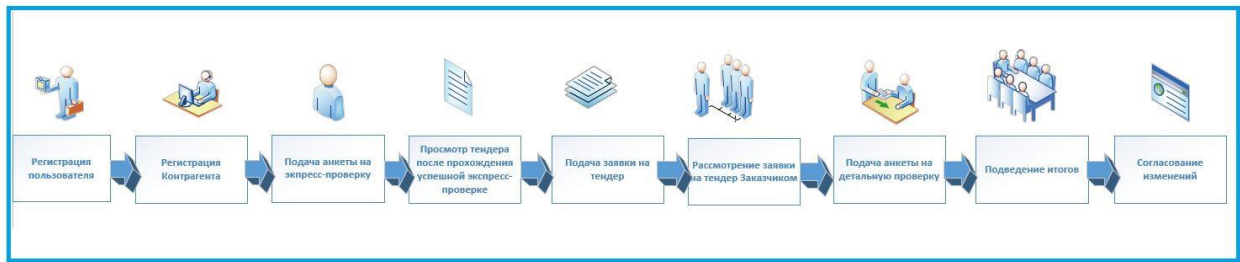 Регистрация
пользователя
Регистрация
Контрагента
Подача анкеты на
экпресс-проверку
Просмотр тендера
после прохождения
успешной экспресс-
проверке
Подача заявки на
тендер
Рассмотрение заявки
на тендер Заказчиком
Подача анкеты на
детальную проверку
Подведение итогов
Согласование
изменений